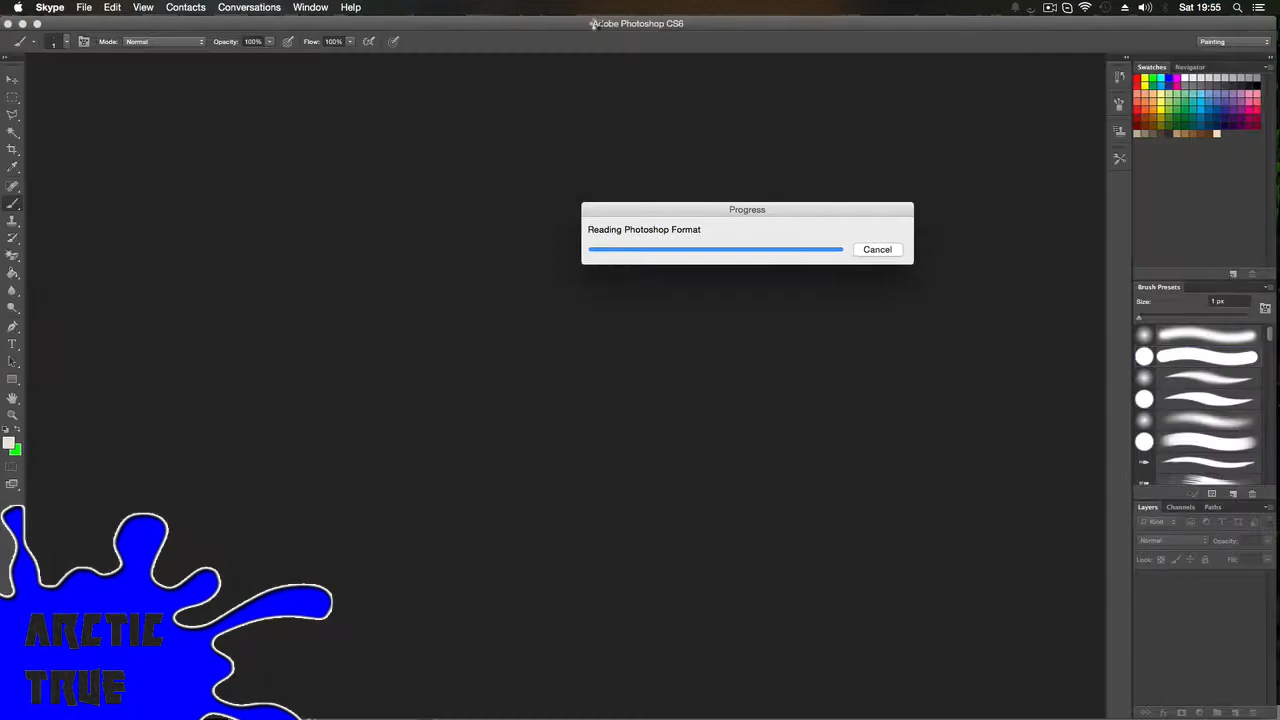 Skype File Edit View Contacts Conversations Window Help Sat 19:55
Adobe Photoshop CS6
1 Mode: Normal Opacity: 100% Flow: 100% Painting
Swatches Navigator
Progress
Reading Photoshop Format
Cancel
Brush Presets
Size: 1 px
Layers Channels Paths
Kind
Normal Opacity:
Lock: Fill:
ARCTIC
TRUE